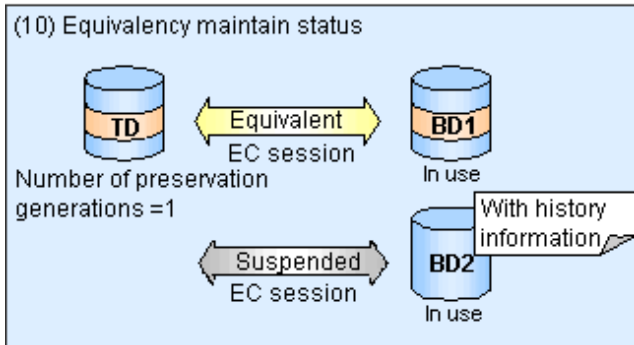 (10) Equivalency maintain status
TD
Equivalent
BD1
EC session
In use
Number of preservation
generations =1
With history
information
Suspended
BD2
EC session
In use